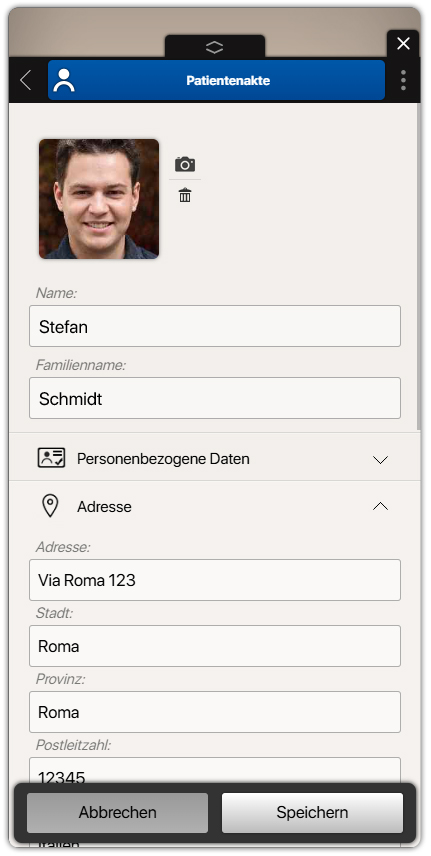 Patientenakte
Name:
Stefan
Familienname:
Schmidt
Personenbezogene Daten
Adresse
Adresse:
Via Roma 123
Stadt:
Roma
Provinz:
Roma
Postleitzahl:
12345
Abbrechen
Speichern
Italien